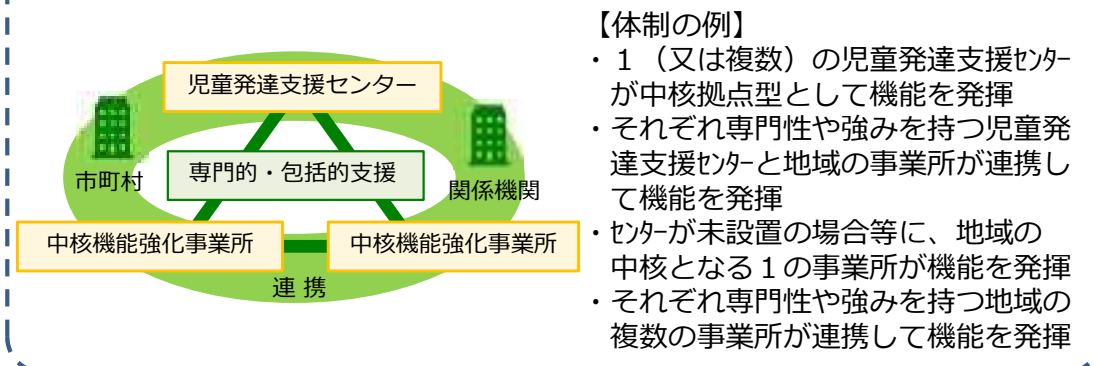 児童発達支援センター
市町村
専門的・包括的支援
関係機関
中核機能強化事業所
中核機能強化事業所
連 携
【体制の例】
・１（又は複数）の児童発達支援ｾﾝﾀｰ
が中核拠点型として機能を発揮
・それぞれ専門性や強みを持つ児童発
達支援ｾﾝﾀｰと地域の事業所が連携し
て機能を発揮
・ｾﾝﾀｰが未設置の場合等に、地域の
中核となる１の事業所が機能を発揮
・それぞれ専門性や強みを持つ地域の
複数の事業所が連携して機能を発揮